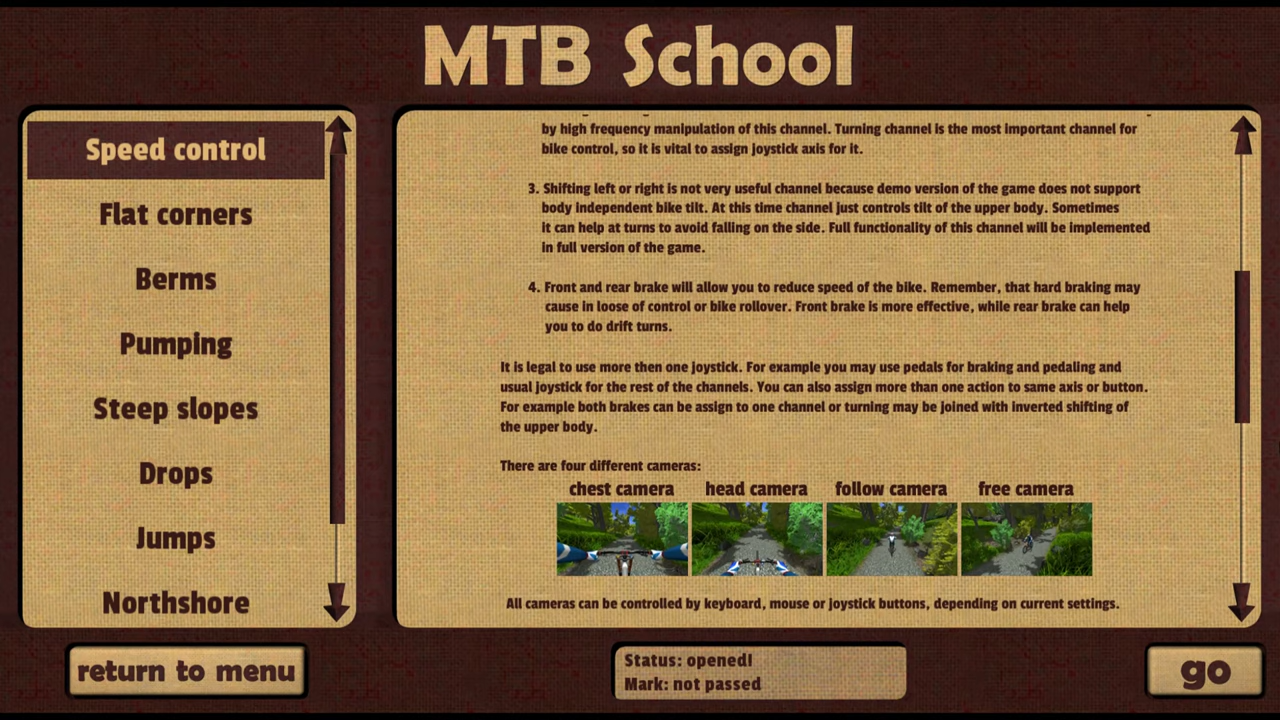 MTB School
Speed control
Flat corners
Berms
Pumping
Steep slopes
Drops
Jumps
Northshore
by high frequency manipulation of this channel. Turning channel is the most important channel for
bike control, so it is vital to assign joystick axis for it.
3. Shifting left or right is not very useful channel because demo version of the game does not support
body independent bike tilt. At this time channel just controls tilt of the upper body. Sometimes
it can help at turns to avoid falling on the side. Full functionality of this channel will be implemented
in full version of the game.
4. Front and rear brake will allow you to reduce speed of the bike. Remember, that hard braking may
cause in loose of control or bike rollover. Front brake is more effective, while rear brake can help
you to do drift turns.
It is legal to use more then one joystick. For example you may use pedals for braking and pedaling and
usual joystick for the rest of the channels. You can also assign more than one action to same axis or button.
For example both brakes can be assign to one channel or turning may be joined with inverted shifting of
the upper body.
There are four different cameras:
chest camera head camera follow camera free camera
All cameras can be controlled by keyboard, mouse or joystick buttons, depending on current settings.
return to menu
Status: opened!
Mark: not passed
go